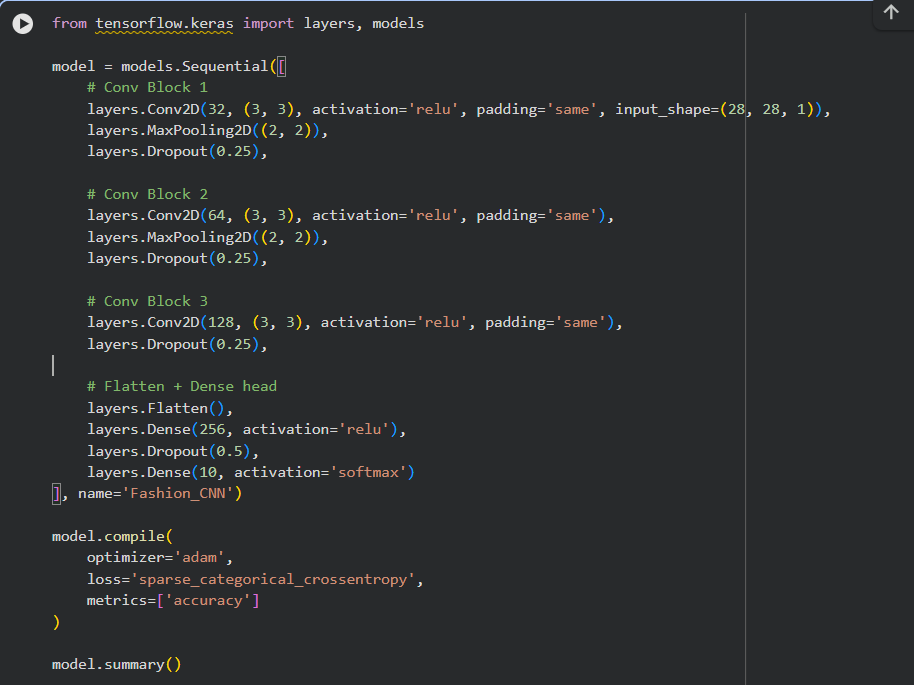 from tensorflow.keras import layers, models
model = models.Sequential([
# Conv Block 1
layers.Conv2D(32, (3, 3), activation='relu', padding='same', input_shape=(28, 28, 1)),
layers.MaxPooling2D((2, 2)),
layers.Dropout(0.25),
# Conv Block 2
layers.Conv2D(64, (3, 3), activation='relu', padding='same'),
layers.MaxPooling2D((2, 2)),
layers.Dropout(0.25),
# Conv Block 3
layers.Conv2D(128, (3, 3), activation='relu', padding='same'),
layers.Dropout(0.25),
# Flatten + Dense head
layers.Flatten(),
layers.Dense(256, activation='relu'),
layers.Dropout(0.5),
layers.Dense(10, activation='softmax')
], name='Fashion_CNN')
model.compile(
optimizer='adam',
loss='sparse_categorical_crossentropy',
metrics=['accuracy']
)
model.summary()